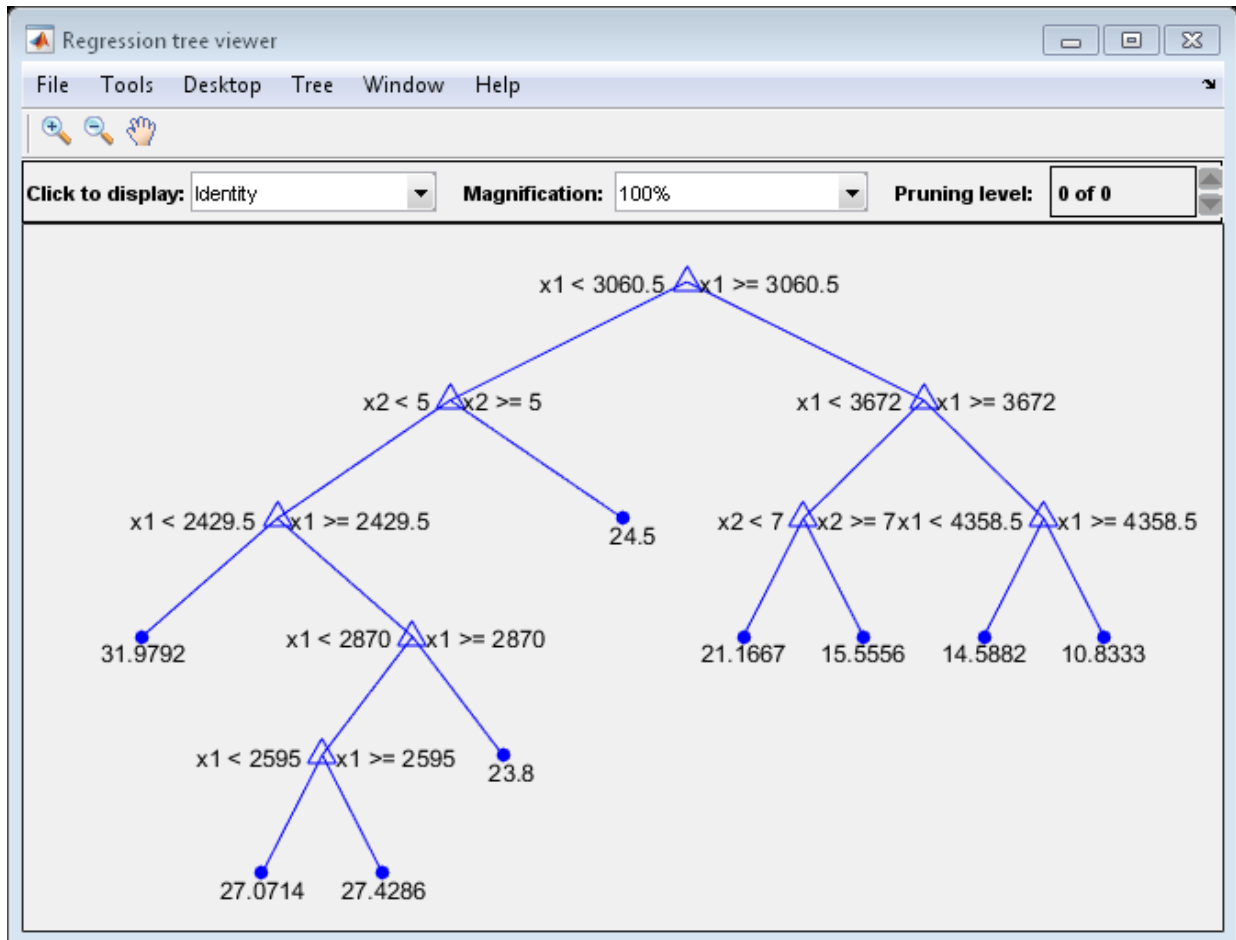 Regression tree viewer
File Tools Desktop Tree Window Help
Click to display: Identity Magnification: 100% Pruning level: 0 of 0
x1 < 3060.5 x1 >= 3060.5
x2 < 5 x2 >= 5 x1 < 3672 x1 >= 3672
x1 < 2429.5 x1 >= 2429.5 24.5 x2 < 7 x2 >= 7 x1 < 4358.5 x1 >= 4358.5
31.9792 x1 < 2870 x1 >= 2870 21.1667 15.5556 14.5882 10.8333
x1 < 2595 x1 >= 2595 23.8
27.0714 27.4286